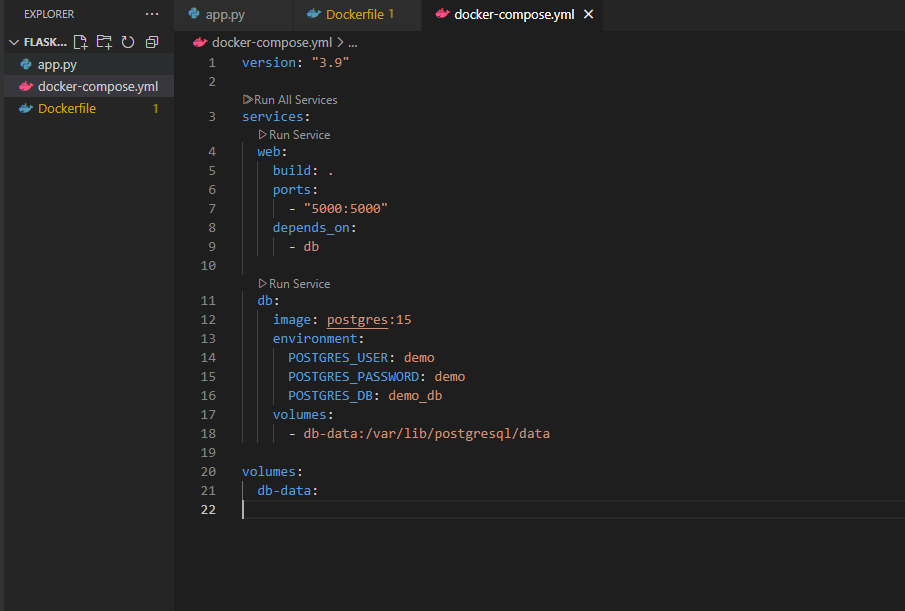 EXPLORER ...
FLASK...
app.py
docker-compose.yml
Dockerfile 1
app.py Dockerfile 1 docker-compose.yml
docker-compose.yml > ...
1 version: "3.9"
2
Run All Services
3 services:
Run Service
4 web:
5 build: .
6 ports:
7 - "5000:5000"
8 depends_on:
9 - db
10
Run Service
11 db:
12 image: postgres:15
13 environment:
14 POSTGRES_USER: demo
15 POSTGRES_PASSWORD: demo
16 POSTGRES_DB: demo_db
17 volumes:
18 - db-data:/var/lib/postgresql/data
19
20 volumes:
21 db-data:
22